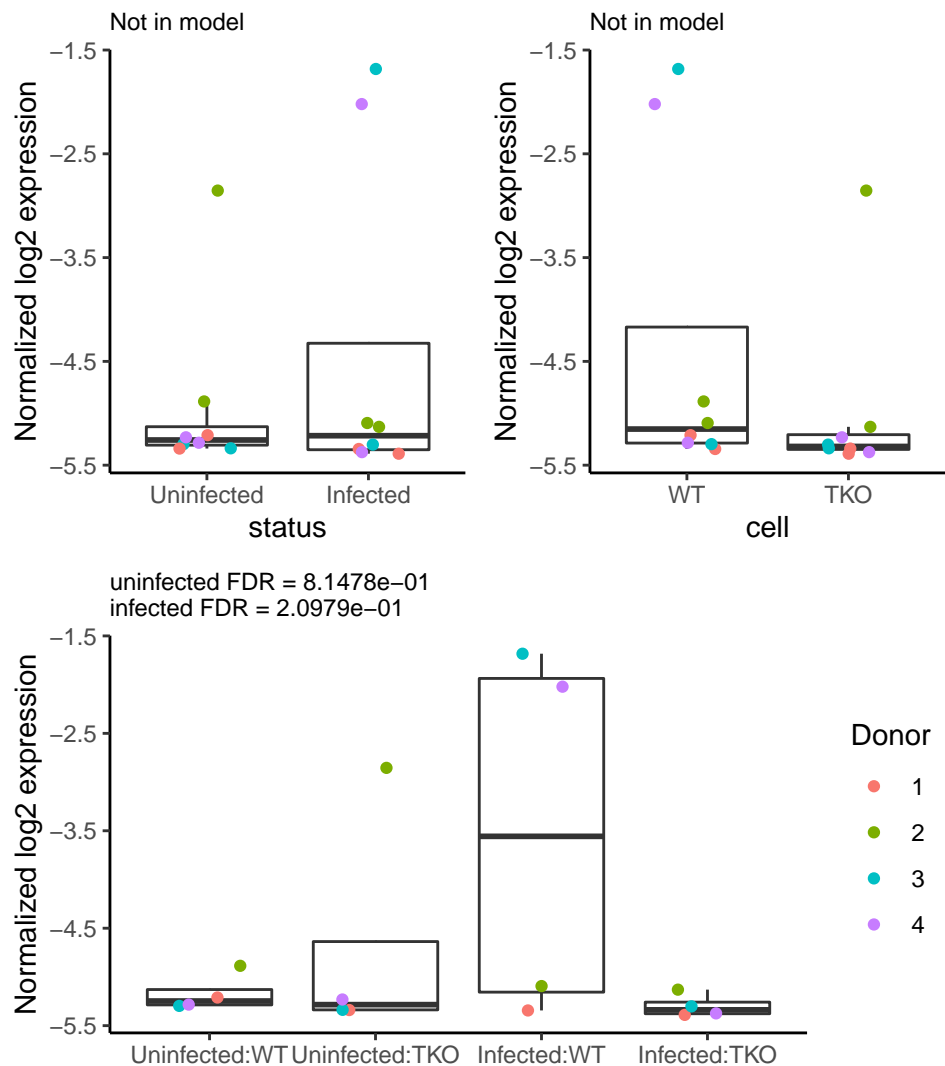 Not in model
Normalized log2 expression
−1.5
−2.5
−3.5
−4.5
−5.5
Uninfected Infected
status
Not in model
Normalized log2 expression
−1.5
−2.5
−3.5
−4.5
−5.5
WT TKO
cell
uninfected FDR = 8.1478e−01
infected FDR = 2.0979e−01
Normalized log2 expression
−1.5
−2.5
−3.5
−4.5
−5.5
Uninfected:WT Uninfected:TKO Infected:WT Infected:TKO
Donor
1
2
3
4